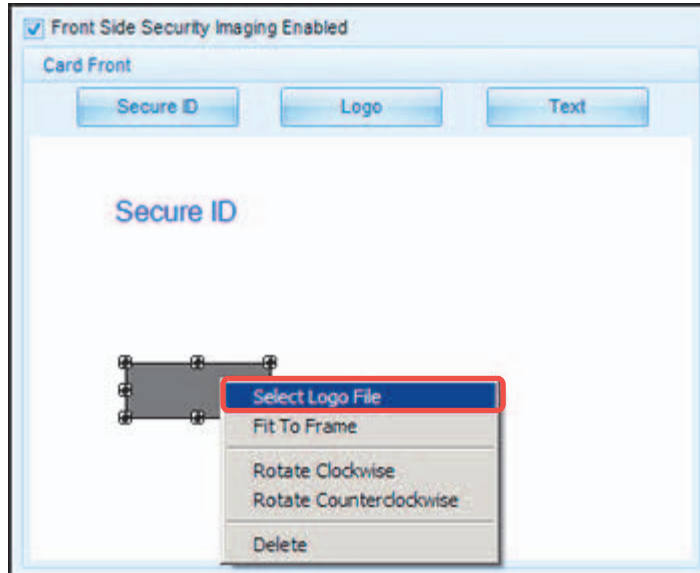 Front Side Security Imaging Enabled
Card Front
Secure ID Logo Text
Secure ID
Select Logo File
Fit To Frame
Rotate Clockwise
Rotate Counterclockwise
Delete